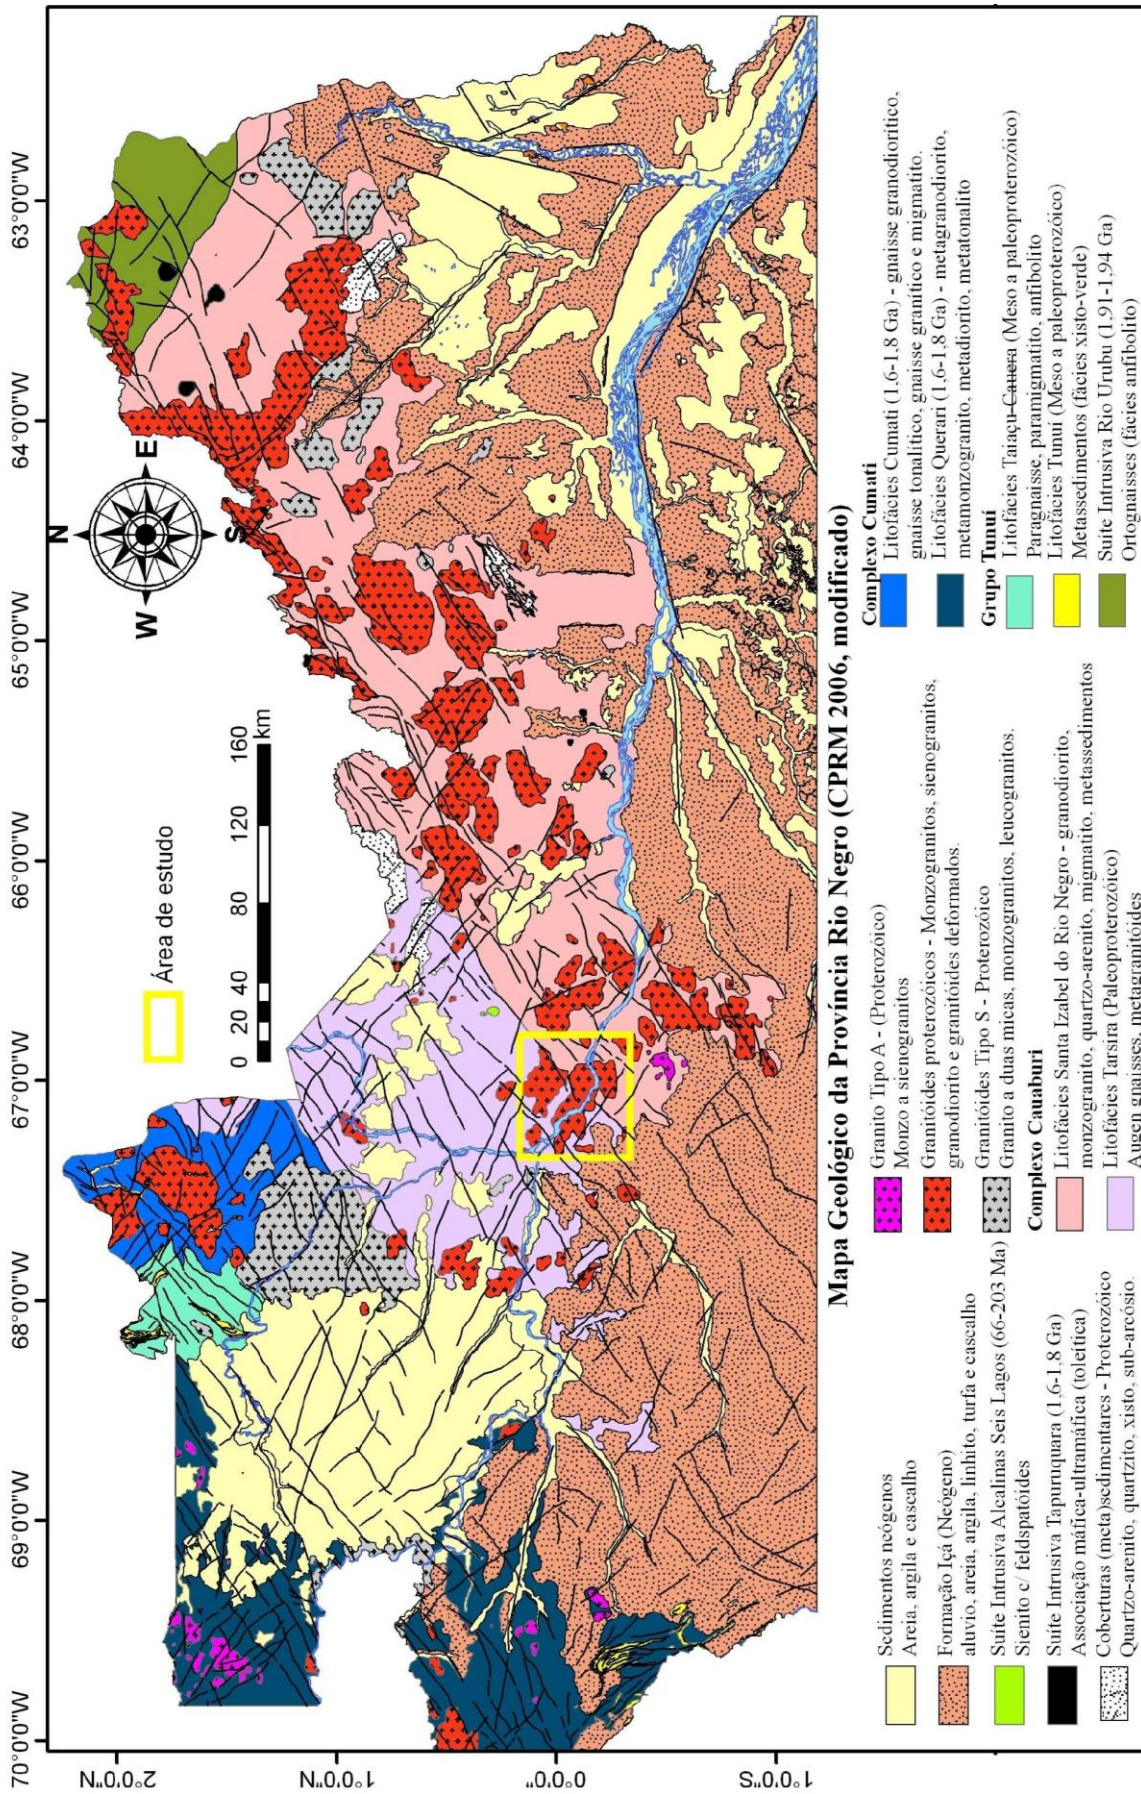 70°0'0"W
69°0'0"W
68°0'0"W
67°0'0"W
66°0'0"W
65°0'0"W
64°0'0"W
63°0'0"W
2°0'0"N
1°0'0"N
0°0'0"
1°0'0"S
Área de estudo
0 20 40 80 120 160
km
N
W
E
S
Mapa Geológico da Província Rio Negro (CPRM 2006, modificado)
Sedimentos neógenos
Areia, argila e cascalho
Formação Içá (Neógeno)
aluvio, areia, argila, linhito, turfa e cascalho
Suite Intrusiva Alcalinas Seis Lagos (66-203 Ma)
Sienito c/ feldspatóides
Suite Intrusiva Tapuruquara (1,6-1,8 Ga)
Associação máfica-ultramáfica (toleítica)
Coberturas (meta)sedimentares - Proterozóico
Quartzo-arenito, quartzito, xisto, sub-arcósio.
Granito Tipo A - (Proterozóico)
Monzo a sienogranitos
Granitóides proterozóicos - Monzogranitos, sienogranitos,
granodiorito e granitóides deformados.
Granitóides Tipo S - Proterozóico
Granito a duas micas, monzogranitos, leucogranitos.
Complexo Cauaburi
Litofácies Santa Izabel do Rio Negro - granodiorito,
monzogranito, quartzo-arenito, migmatito, metassedimentos
Litofácies Tarsira (Paleoproterozóico)
Augen gnaisses, metagranitóides
Complexo Cumati
Litofácies Cumati (1,6-1,8 Ga) - gnaisse granodiorítico,
gnaisse tonalítico, gnaisse granítico e migmatito.
Litofácies Querari (1,6-1,8 Ga) - metagranodiorito,
metamonzogranito, metadiorito, metatonalito
Grupo Tunuí
Litofácies Taiaçu-Cauera (Meso a paleoproterozóico)
Paragnaisse, paramigmatito, anfibolito
Litofácies Tunuí (Meso a paleoproterozóico)
Metassedimentos (fácies xisto-verde)
Suite Intrusiva Rio Urubu (1,91-1,94 Ga)
Ortognaisses (fácies anfibolito)